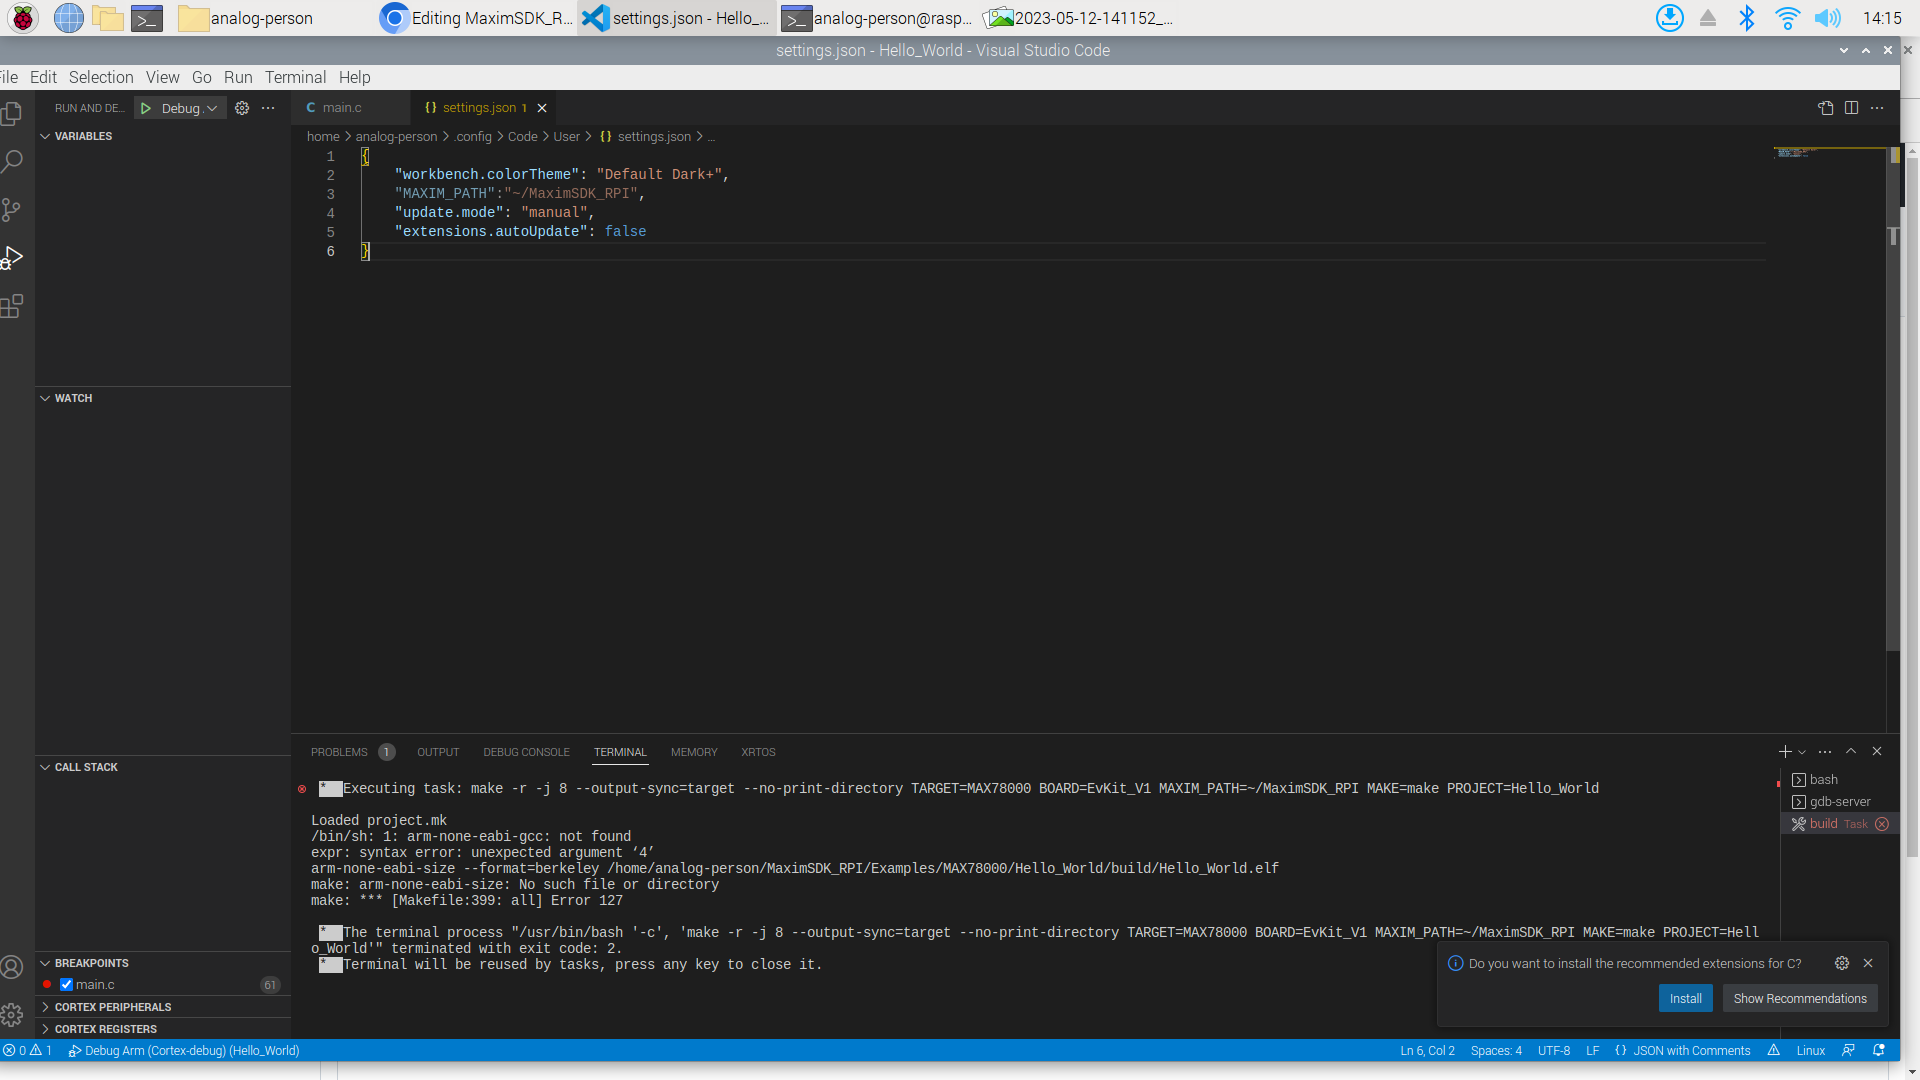 analog-person
Editing MaximSDK_R...
settings.json - Hello_...
analog-person@rasp...
2023-05-12-141152_...
14:15
settings.json - Hello_World - Visual Studio Code
ile Edit Selection View Go Run Terminal Help
RUN AND DE... Debug
main.c
settings.json 1
home > analog-person > .config > Code > User > {} settings.json > ...
VARIABLES
1 {
2 "workbench.colorTheme": "Default Dark+",
3 "MAXIM_PATH":"~/MaximSDK_RPI",
4 "update.mode": "manual",
5 "extensions.autoUpdate": false
6 }
WATCH
CALL STACK
BREAKPOINTS
main.c 61
CORTEX PERIPHERALS
CORTEX REGISTERS
PROBLEMS 1 OUTPUT DEBUG CONSOLE TERMINAL MEMORY XRTOS
* Executing task: make -r -j 8 --output-sync=target --no-print-directory TARGET=MAX78000 BOARD=EvKit_V1 MAXIM_PATH=~/MaximSDK_RPI MAKE=make PROJECT=Hello_World
Loaded project.mk
/bin/sh: 1: arm-none-eabi-gcc: not found
expr: syntax error: unexpected argument ‘4’
arm-none-eabi-size --format=berkeley /home/analog-person/MaximSDK_RPI/Examples/MAX78000/Hello_World/build/Hello_World.elf
make: arm-none-eabi-size: No such file or directory
make: *** [Makefile:399: all] Error 127
* The terminal process "/usr/bin/bash '-c', 'make -r -j 8 --output-sync=target --no-print-directory TARGET=MAX78000 BOARD=EvKit_V1 MAXIM_PATH=~/MaximSDK_RPI MAKE=make PROJECT=Hell
o_World'" terminated with exit code: 2.
* Terminal will be reused by tasks, press any key to close it.
bash
gdb-server
build Task
Do you want to install the recommended extensions for C?
Install
Show Recommendations
0 1 Debug Arm (Cortex-debug) (Hello_World)
Ln 6, Col 2 Spaces: 4 UTF-8 LF {} JSON with Comments Linux